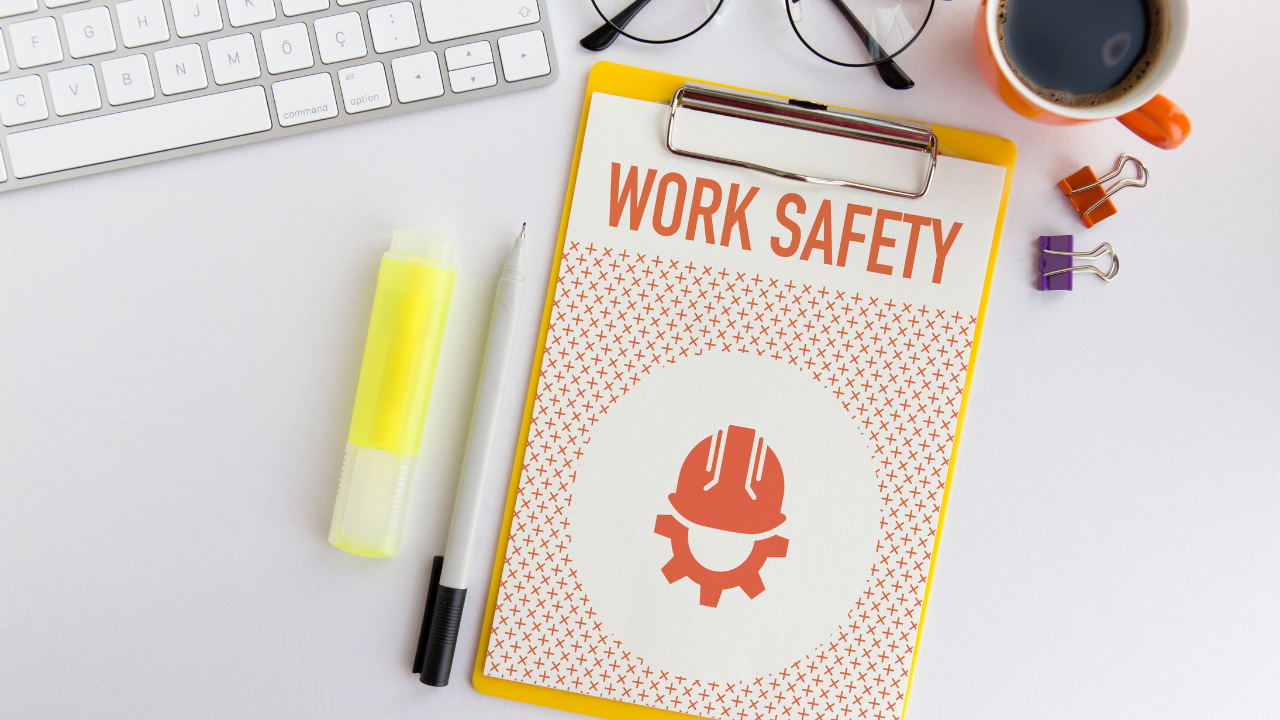 F G H J K
C V B N M Ö Ç : .
command
alt
option
WORK SAFETY